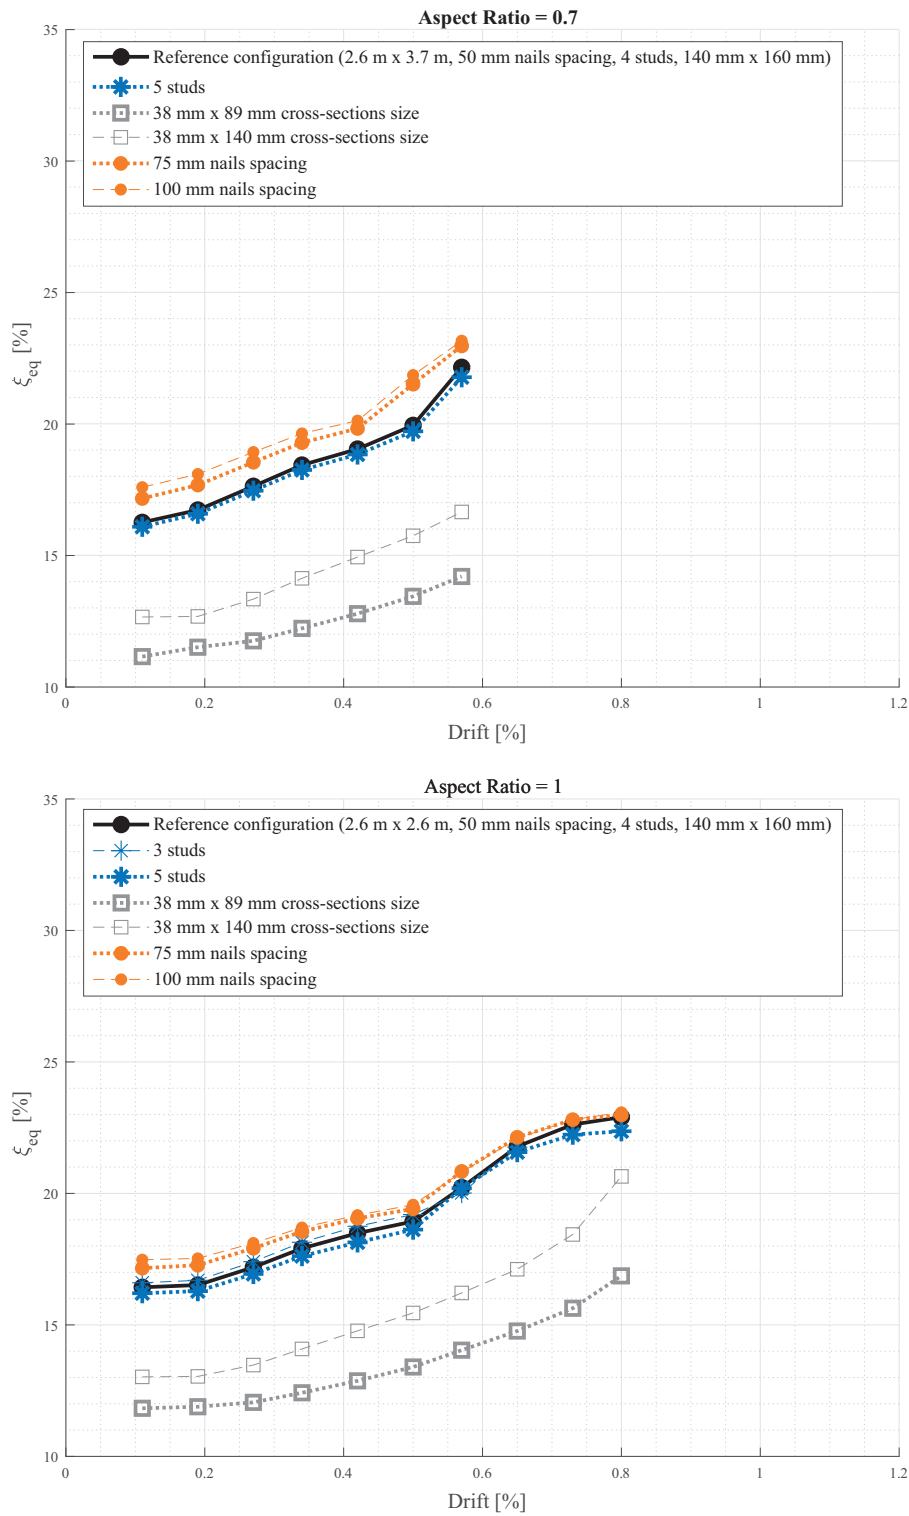 Aspect Ratio = 0.7
35
Reference configuration (2.6 m x 3.7 m, 50 mm nails spacing, 4 studs, 140 mm x 160 mm)
5 studs
38 mm x 89 mm cross-sections size
38 mm x 140 mm cross-sections size
75 mm nails spacing
100 mm nails spacing
30
25
ξeq [%]
20
15
10
0 0.2 0.4 0.6 0.8 1 1.2
Drift [%]
Aspect Ratio = 1
35
Reference configuration (2.6 m x 2.6 m, 50 mm nails spacing, 4 studs, 140 mm x 160 mm)
3 studs
5 studs
38 mm x 89 mm cross-sections size
38 mm x 140 mm cross-sections size
75 mm nails spacing
100 mm nails spacing
30
25
ξeq [%]
20
15
10
0 0.2 0.4 0.6 0.8 1 1.2
Drift [%]